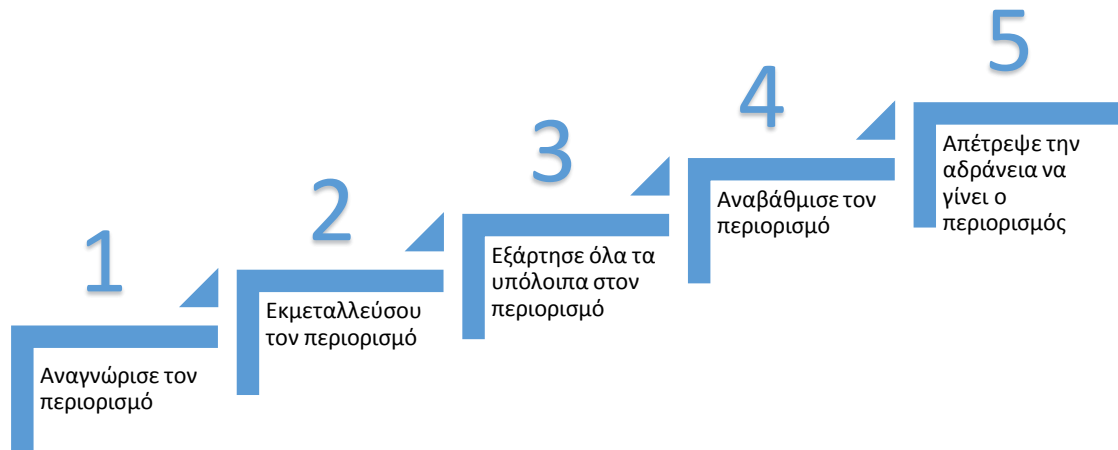 1
Αναγνώρισε τον
περιορισμό
2
Εκμεταλλεύσου
τον περιορισμό
3
Εξάρτησε όλα τα
υπόλοιπα στον
περιορισμό
4
Αναβάθμισε τον
περιορισμό
5
Απέτρεψε την
αδράνεια να
γίνει ο
περιορισμός